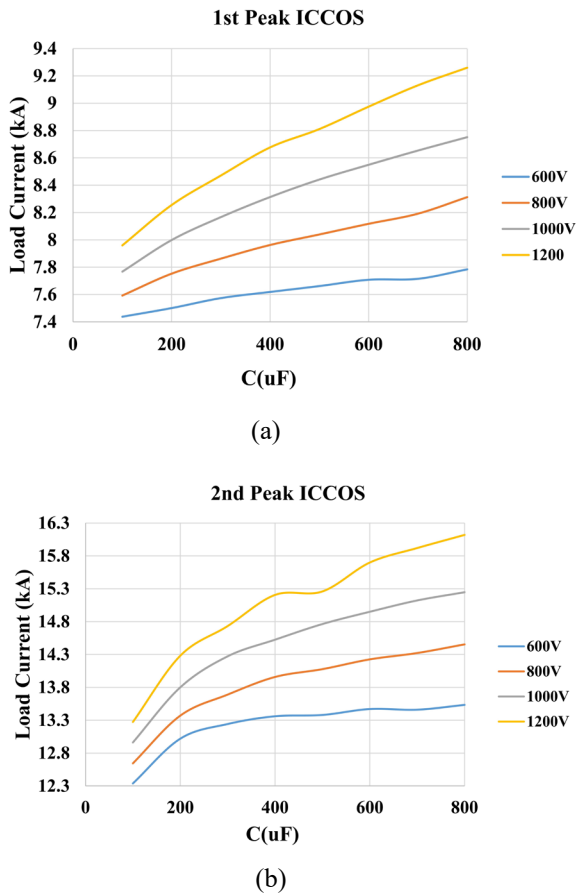 1st Peak ICCOS
Load Current (kA)
9.4
9.2
9
8.8
8.6
8.4
8.2
8
7.8
7.6
7.4
0
200
400
600
800
C(uF)
600V
800V
1000V
1200
(a)
2nd Peak ICCOS
Load Current (kA)
16.3
15.8
15.3
14.8
14.3
13.8
13.3
12.8
12.3
0
200
400
600
800
C(uF)
600V
800V
1000V
1200V
(b)